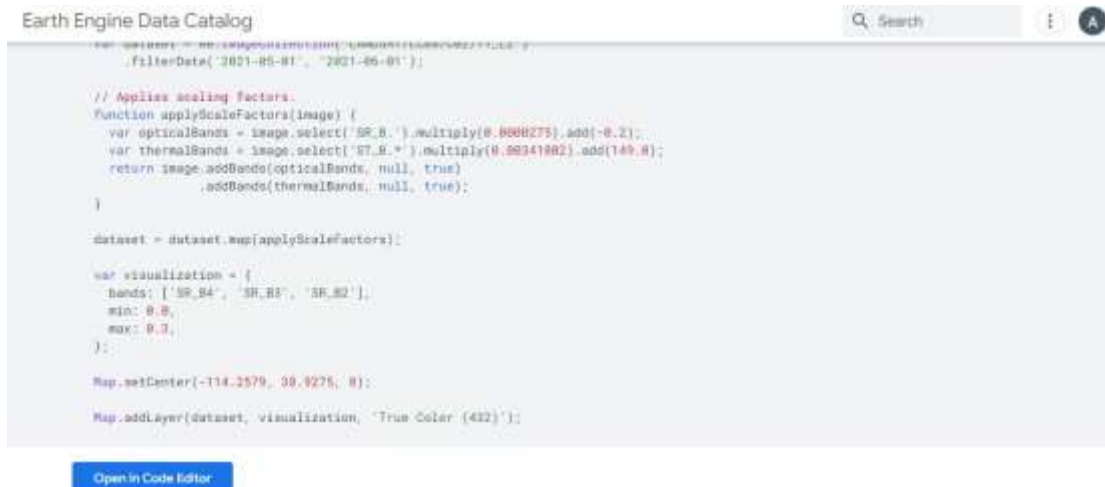 Earth Engine Data Catalog
Search
A
.filterDate('2021-05-01', '2021-06-01');
// Applies scaling factors.
function applyScaleFactors(image) {
var opticalBands = image.select('SR_B.').multiply(0.0000275).add(-0.2);
var thermalBands = image.select('ST_B.*').multiply(0.00341802).add(149.0);
return image.addBands(opticalBands, null, true)
.addBands(thermalBands, null, true);
}
dataset = dataset.map(applyScaleFactors);
var visualization = {
bands: ['SR_B4', 'SR_B3', 'SR_B2'],
min: 0.0,
max: 0.3,
};
Map.setCenter(-114.2579, 38.9275, 8);
Map.addLayer(dataset, visualization, 'True Color (432)');
Open in Code Editor